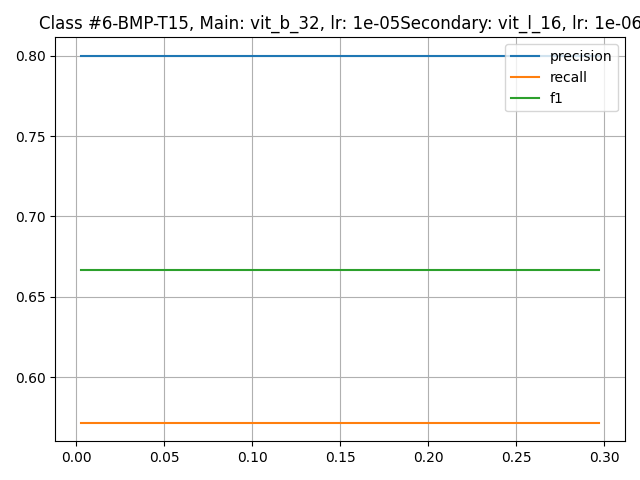 Class #6-BMP-T15, Main: vit_b_32, lr: 1e-05Secondary: vit_l_16, lr: 1e-06
precision
recall
f1
0.80
0.75
0.70
0.65
0.60
0.00 0.05 0.10 0.15 0.20 0.25 0.30